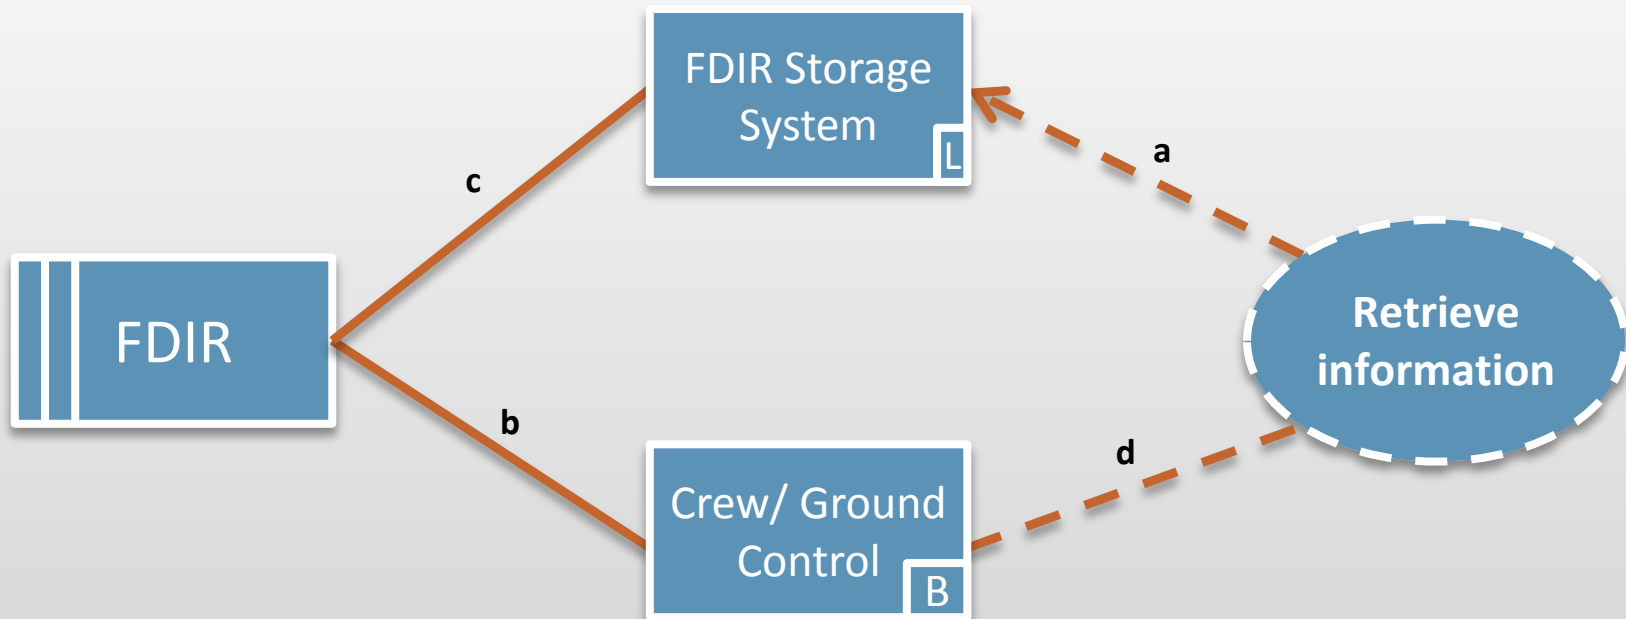 FDIR Storage
System
L
a
c
FDIR
Retrieve
information
b
d
Crew/ Ground
Control
B